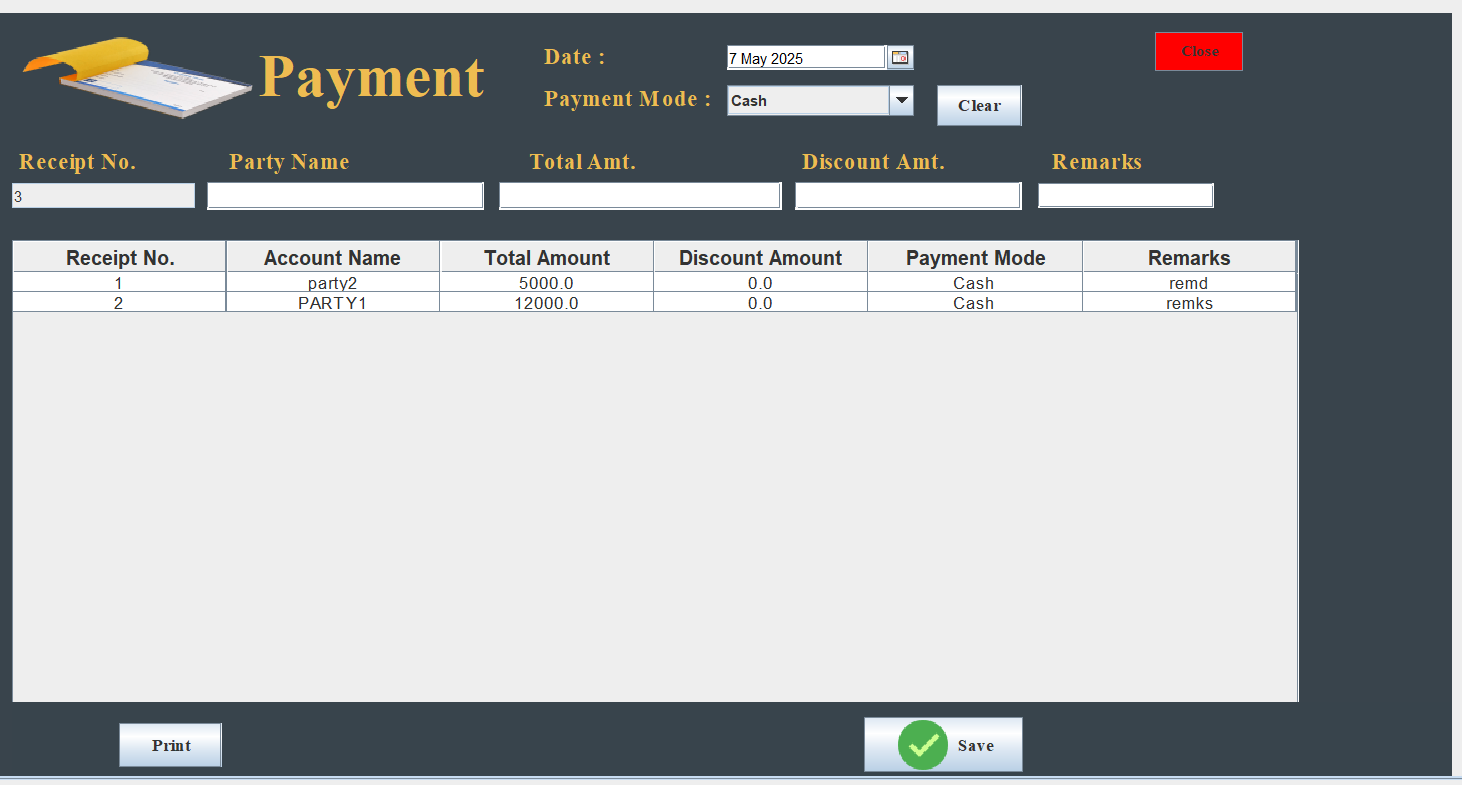 Payment
Date :
7 May 2025
Close
Payment Mode :
Cash
Clear
Receipt No. Party Name Total Amt. Discount Amt. Remarks
3
Receipt No. Account Name Total Amount Discount Amount Payment Mode Remarks
1 party2 5000.0 0.0 Cash remd
2 PARTY1 12000.0 0.0 Cash remks
Print
Save